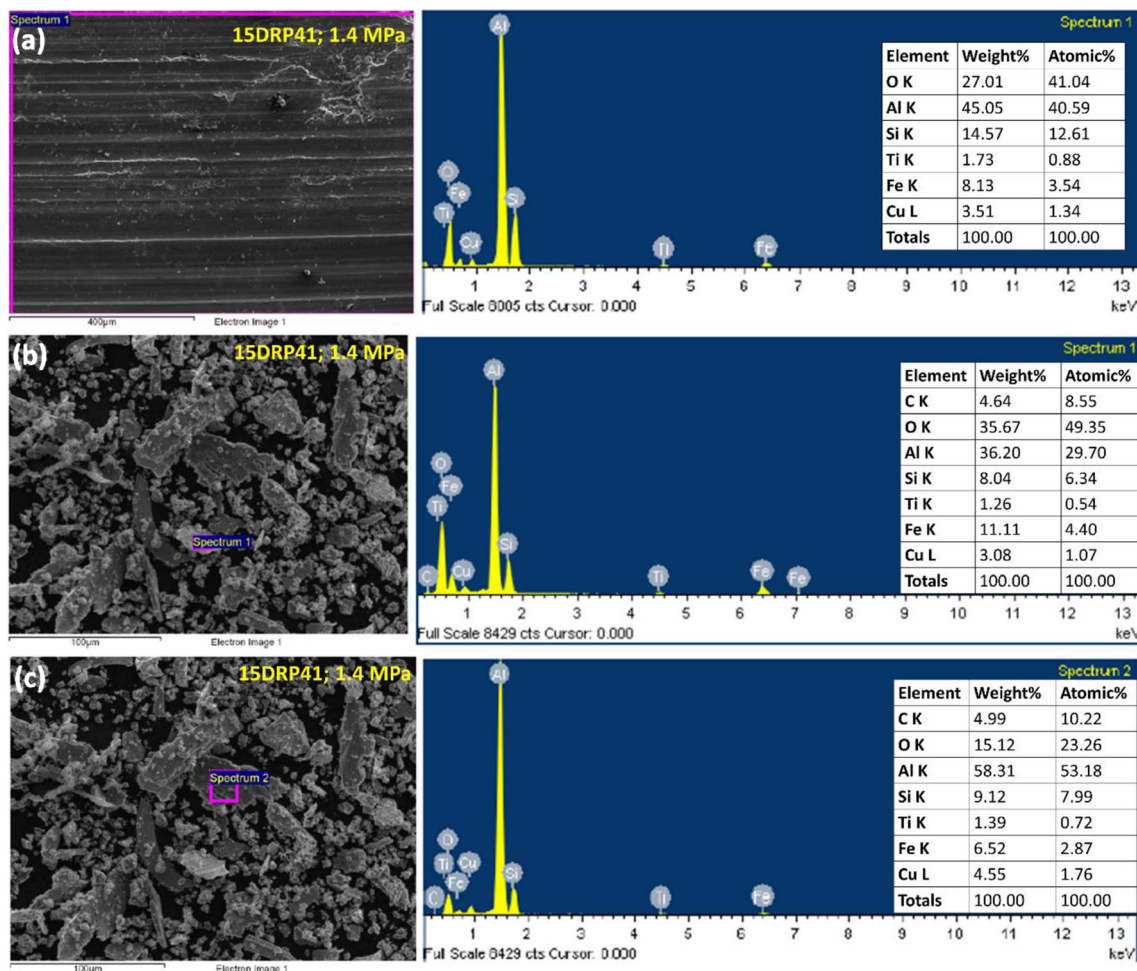 Spectrum 1
(a)
15DRP41; 1.4 MPa
400µm
Electron Image 1
Spectrum 1
Al
O
Fe
Si
Ti
Cu
Ti
Fe
1 2 3 4 5 6 7 8 9 10 11 12 13
Full Scale 8005 cts Cursor: 0.000
keV
Element Weight% Atomic%
O K 27.01 41.04
Al K 45.05 40.59
Si K 14.57 12.61
Ti K 1.73 0.88
Fe K 8.13 3.54
Cu L 3.51 1.34
Totals 100.00 100.00
(b)
15DRP41; 1.4 MPa
Spectrum 1
100µm
Electron Image 1
Spectrum 1
Al
O
Fe
Ti
Si
C
Cu
Ti
Fe
Fe
1 2 3 4 5 6 7 8 9 10 11 12 13
Full Scale 8429 cts Cursor: 0.000
keV
Element Weight% Atomic%
C K 4.64 8.55
O K 35.67 49.35
Al K 36.20 29.70
Si K 8.04 6.34
Ti K 1.26 0.54
Fe K 11.11 4.40
Cu L 3.08 1.07
Totals 100.00 100.00
(c)
15DRP41; 1.4 MPa
Spectrum 2
100µm
Electron Image 1
Spectrum 2
Al
O
Ti
Cu
Si
C
Fe
Ti
Fe
1 2 3 4 5 6 7 8 9 10 11 12 13
Full Scale 8429 cts Cursor: 0.000
keV
Element Weight% Atomic%
C K 4.99 10.22
O K 15.12 23.26
Al K 58.31 53.18
Si K 9.12 7.99
Ti K 1.39 0.72
Fe K 6.52 2.87
Cu L 4.55 1.76
Totals 100.00 100.00